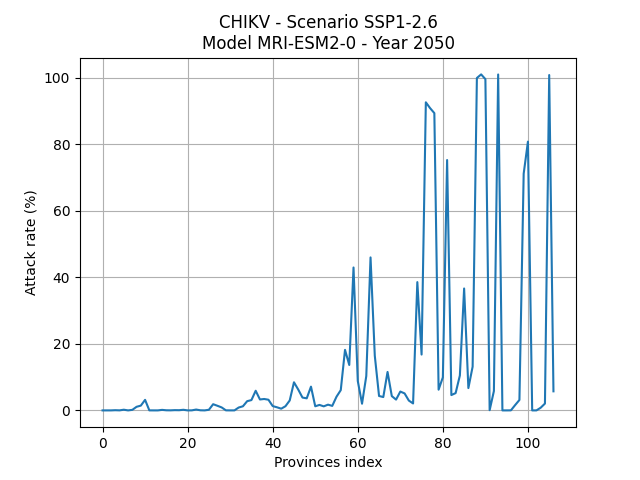 CHIKV - Scenario SSP1-2.6
Model MRI-ESM2-0 - Year 2050
100
80
60
40
20
0
Attack rate (%)
0 20 40 60 80 100
Provinces index